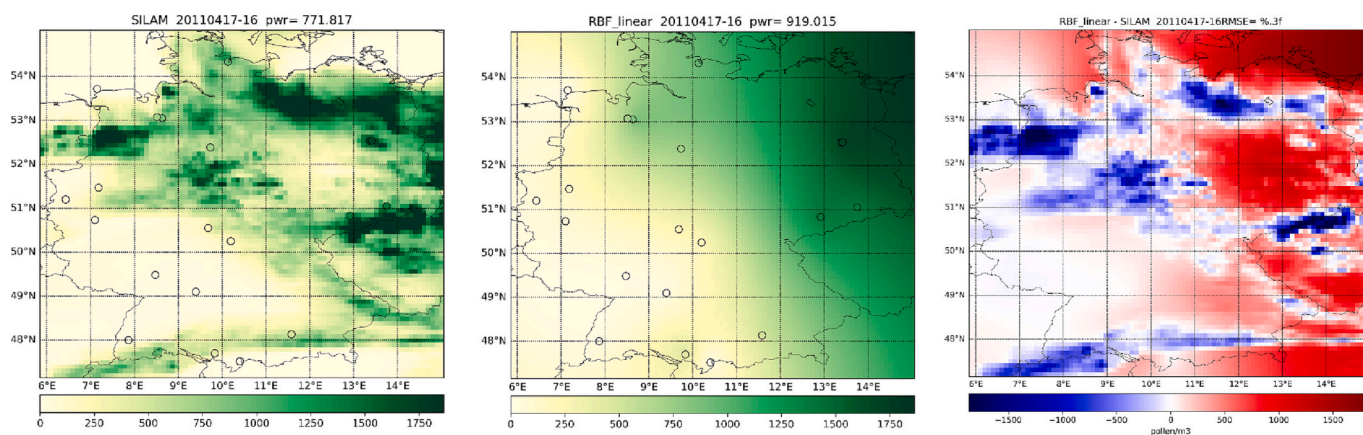 SILAM 20110417-16 pwr= 771.817
54°N
53°N
52°N
51°N
50°N
49°N
48°N
6°E 7°E 8°E 9°E 10°E 11°E 12°E 13°E 14°E
0 250 500 750 1000 1250 1500 1750
RBF_linear 20110417-16 pwr= 919.015
54°N
53°N
52°N
51°N
50°N
49°N
48°N
6°E 7°E 8°E 9°E 10°E 11°E 12°E 13°E 14°E
0 250 500 750 1000 1250 1500 1750
RBF_linear - SILAM 20110417-16RMSE= %.3f
54°N
53°N
52°N
51°N
50°N
49°N
48°N
6°E 7°E 8°E 9°E 10°E 11°E 12°E 13°E 14°E
−1500 −1000 −500 0 500 1000 1500
pollen/m3